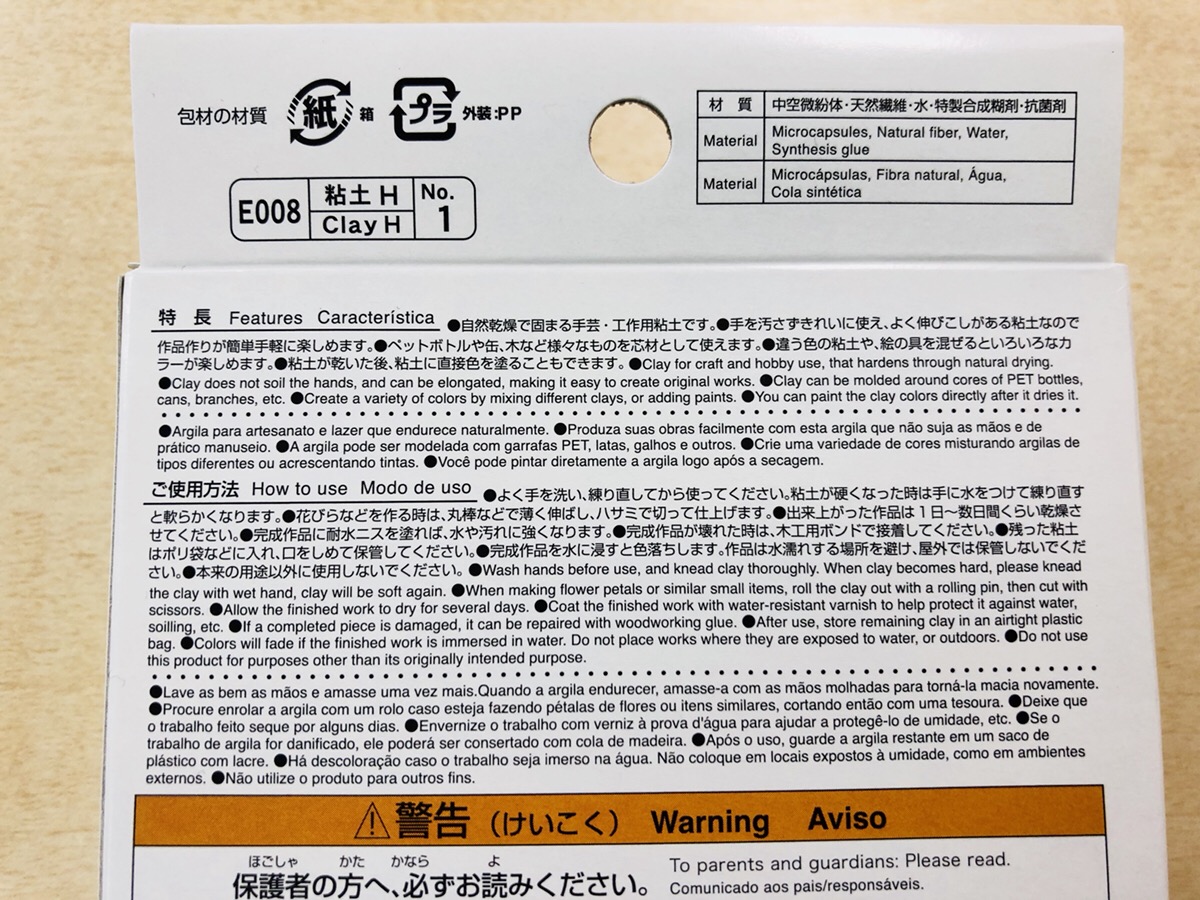 包材の材質 紙 箱 プラ 外装:PP
E008 粘土 H Clay H No. 1
材 質 中空微粉体・天然繊維・水・特製合成糊剤・抗菌剤
Material Microcapsules, Natural fiber, Water,
Synthesis glue
Material Microcápsulas, Fibra natural, Água,
Cola sintética
特 長 Features Característica ●自然乾燥で固まる手芸・工作用粘土です。●手を汚さずきれいに使え、よく伸びこしがある粘土なので
作品作りが簡単手軽に楽しめます。●ペットボトルや缶、木など様々なものを芯材として使えます。●違う色の粘土や、絵の具を混ぜるといろいろなカ
ラーが楽しめます。●粘土が乾いた後、粘土に直接色を塗ることもできます。●Clay for craft and hobby use, that hardens through natural drying.
●Clay does not soil the hands, and can be elongated, making it easy to create original works. ●Clay can be molded around cores of PET bottles,
cans, branches, etc. ●Create a variety of colors by mixing different clays, or adding paints. ●You can paint the clay colors directly after it dries it.
●Argila para artesanato e lazer que endurece naturalmente. ●Produza suas obras facilmente com esta argila que não suja as mãos e de
prático manuseio. ●A argila pode ser modelada com garrafas PET, latas, galhos e outros. ●Crie uma variedade de cores misturando argilas de
tipos diferentes ou acrescentando tintas. ●Você pode pintar diretamente a argila logo após a secagem.
ご使用方法 How to use Modo de uso ●よく手を洗い、練り直してから使ってください。粘土が硬くなった時は手に水をつけて練り直す
と軟らかくなります。●花びらなどを作る時は、丸棒などで薄く伸ばし、ハサミで切って仕上げます。●出来上がった作品は1日〜数日間くらい乾燥さ
せてください。●完成作品に耐水ニスを塗れば、水や汚れに強くなります。●完成作品が壊れた時は、木工用ボンドで接着してください。●残った粘土
はポリ袋などに入れ、口をしめて保管してください。●完成作品を水に浸すと色落ちします。作品は水濡れする場所を避け、屋外では保管しないでくだ
さい。●本来の用途以外に使用しないでください。●Wash hands before use, and knead clay thoroughly. When clay becomes hard, please knead
the clay with wet hand, clay will be soft again. ●When making flower petals or similar small items, roll the clay out with a rolling pin, then cut with
scissors. ●Allow the finished work to dry for several days. ●Coat the finished work with water-resistant varnish to help protect it against water,
soilling, etc. ●If a completed piece is damaged, it can be repaired with woodworking glue. ●After use, store remaining clay in an airtight plastic
bag. ●Colors will fade if the finished work is immersed in water. Do not place works where they are exposed to water, or outdoors. ●Do not use
this product for purposes other than its originally intended purpose.
●Lave as bem as mãos e amasse uma vez mais.Quando a argila endurecer, amasse-a com as mãos molhadas para torná-la macia novamente.
●Procure enrolar a argila com um rolo caso esteja fazendo pétalas de flores ou itens similares, cortando então com uma tesoura. ●Deixe que
o trabalho feito seque por alguns dias. ●Envernize o trabalho com verniz à prova d'água para ajudar a protegê-lo de umidade, etc. ●Se o
trabalho de argila for danificado, ele poderá ser consertado com cola de madeira. ●Após o uso, guarde a argila restante em um saco de
plástico com lacre. ●Há descoloração caso o trabalho seja imerso na água. Não coloque em locais expostos à umidade, como em ambientes
externos. ●Não utilize o produto para outros fins.
⚠警告（けいこく） Warning Aviso
ほごしゃ かた かなら よ
保護者の方へ、必ずお読みください。
To parents and guardians: Please read.
Comunicado aos pais/responsáveis.